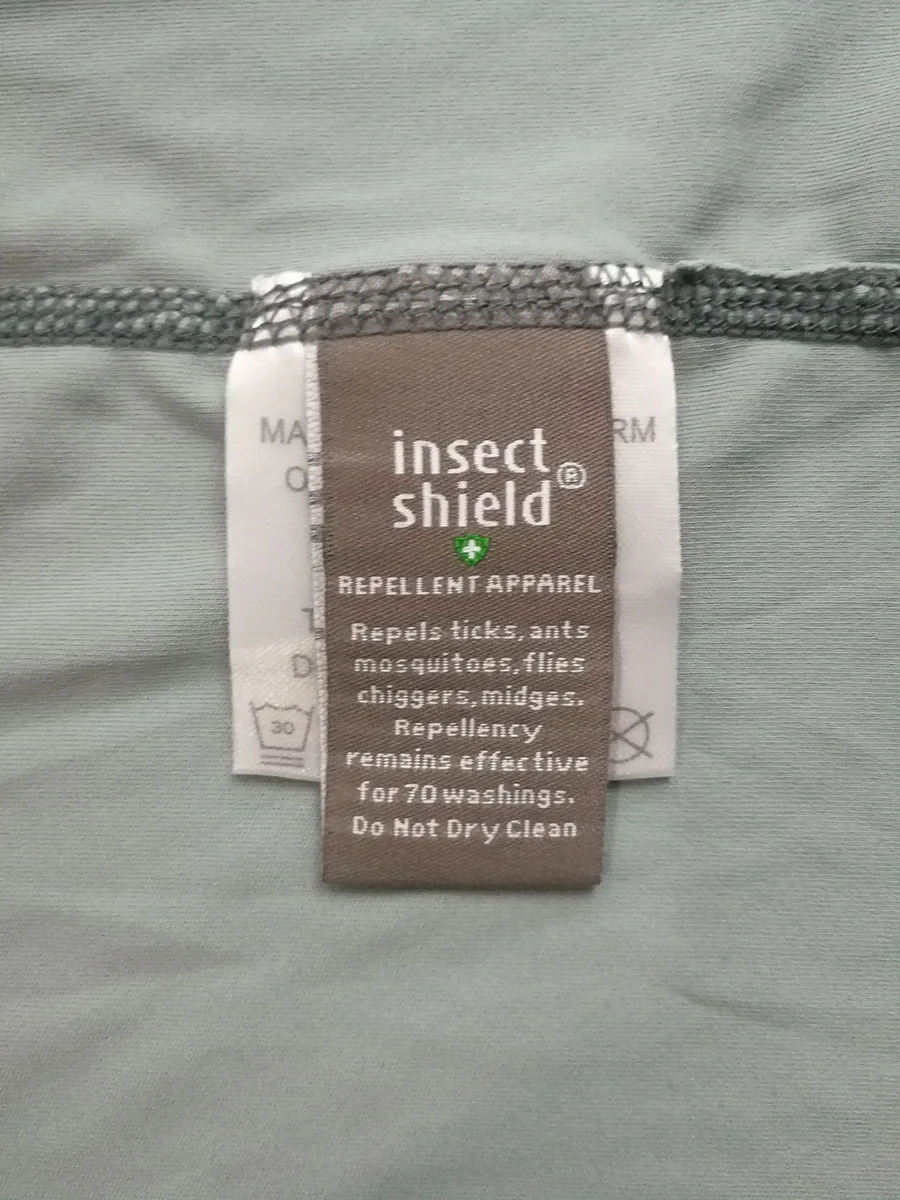 insect
shield®
REPELLENT APPAREL
Repels ticks, ants
mosquitoes, flies
chiggers, midges.
Repellency
remains effective
for 70 washings.
Do Not Dry Clean
30